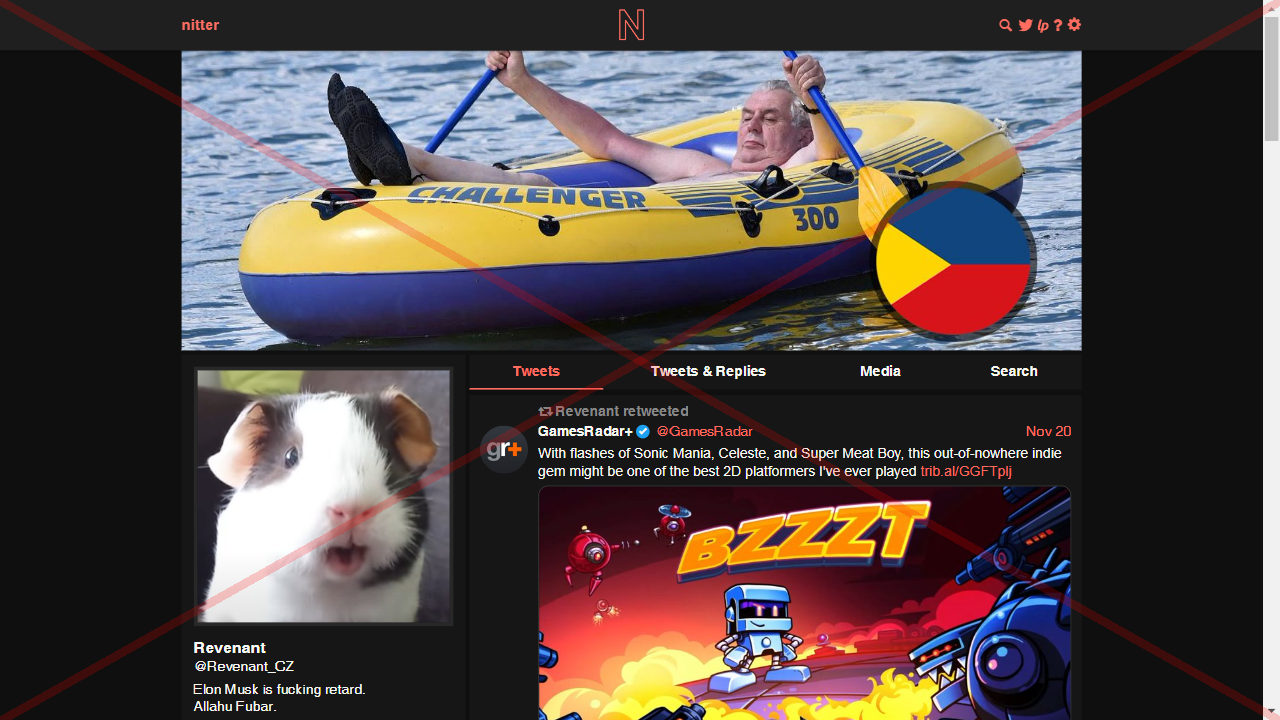 nitter
N
lp ?
CHALLENGER
300
Tweets
Tweets & Replies
Media
Search
Revenant retweeted
GamesRadar+ @GamesRadar
Nov 20
gr+
With flashes of Sonic Mania, Celeste, and Super Meat Boy, this out-of-nowhere indie
gem might be one of the best 2D platformers I've ever played trib.al/GGFTplj
BZZZT
Revenant
@Revenant_CZ
Elon Musk is fucking retard.
Allahu Fubar.